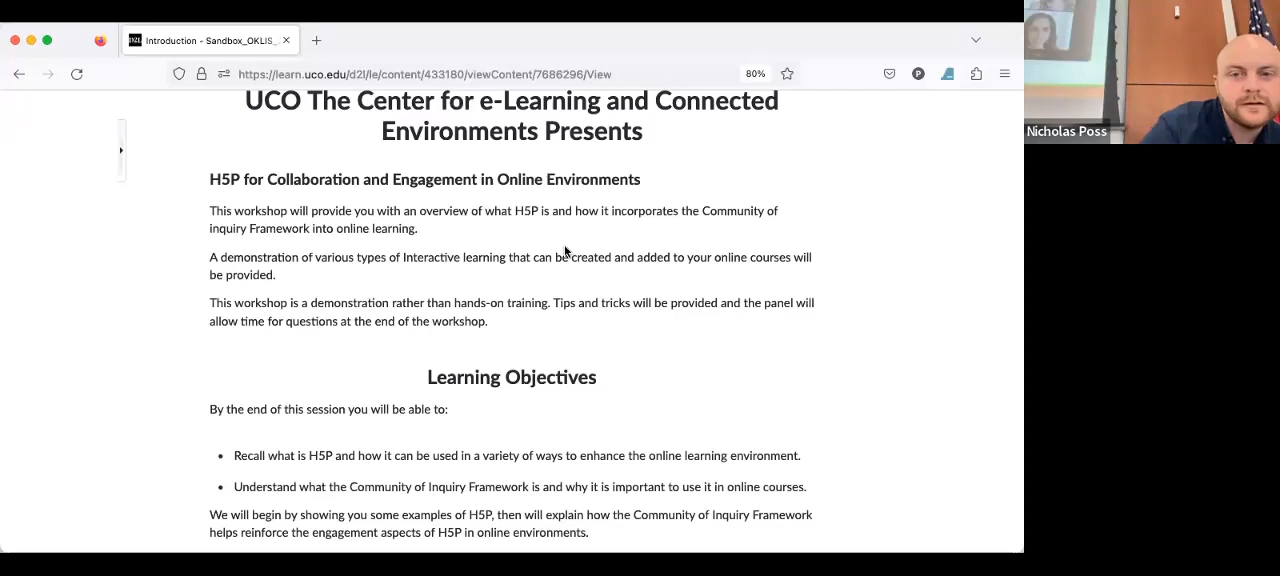 Introduction - Sandbox_OKLIS_
https://learn.uco.edu/d2l/le/content/433180/viewContent/7686296/View
80%
UCO The Center for e-Learning and Connected
Environments Presents
H5P for Collaboration and Engagement in Online Environments
This workshop will provide you with an overview of what H5P is and how it incorporates the Community of
inquiry Framework into online learning.
A demonstration of various types of Interactive learning that can be created and added to your online courses will
be provided.
This workshop is a demonstration rather than hands-on training. Tips and tricks will be provided and the panel will
allow time for questions at the end of the workshop.
Learning Objectives
By the end of this session you will be able to:
• Recall what is H5P and how it can be used in a variety of ways to enhance the online learning environment.
• Understand what the Community of Inquiry Framework is and why it is important to use it in online courses.
We will begin by showing you some examples of H5P, then will explain how the Community of Inquiry Framework
helps reinforce the engagement aspects of H5P in online environments.
Nicholas Poss